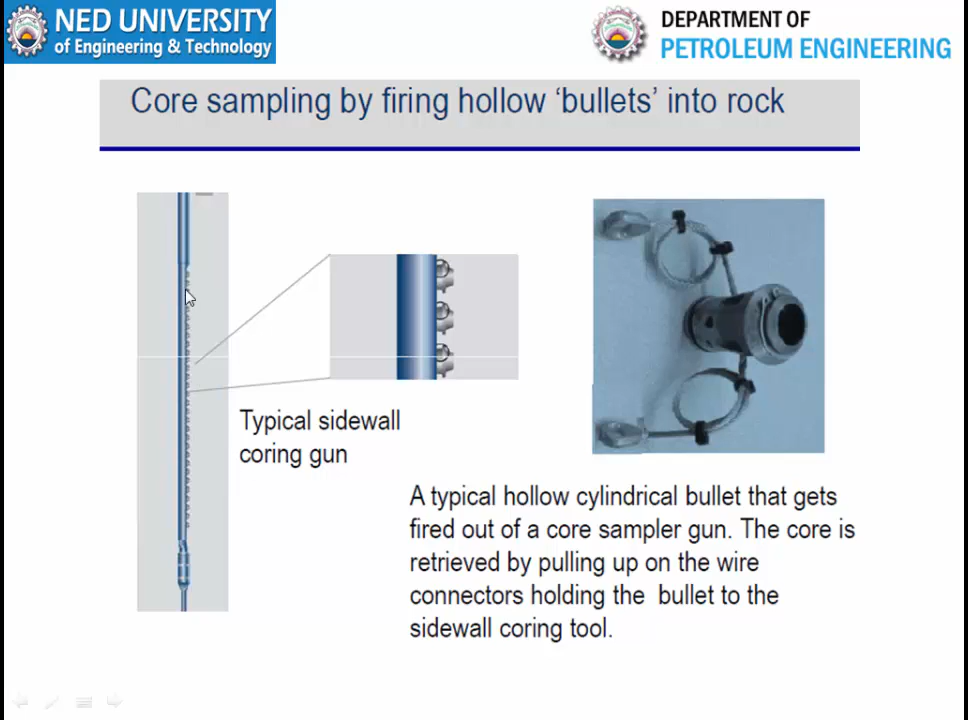 NED UNIVERSITY
of Engineering & Technology
DEPARTMENT OF
PETROLEUM ENGINEERING
Core sampling by firing hollow ‘bullets’ into rock
Typical sidewall
coring gun
A typical hollow cylindrical bullet that gets
fired out of a core sampler gun. The core is
retrieved by pulling up on the wire
connectors holding the bullet to the
sidewall coring tool.